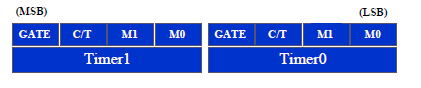 (MSB) (LSB)
GATE C/T M1 M0 GATE C/T M1 M0
Timer1 Timer0